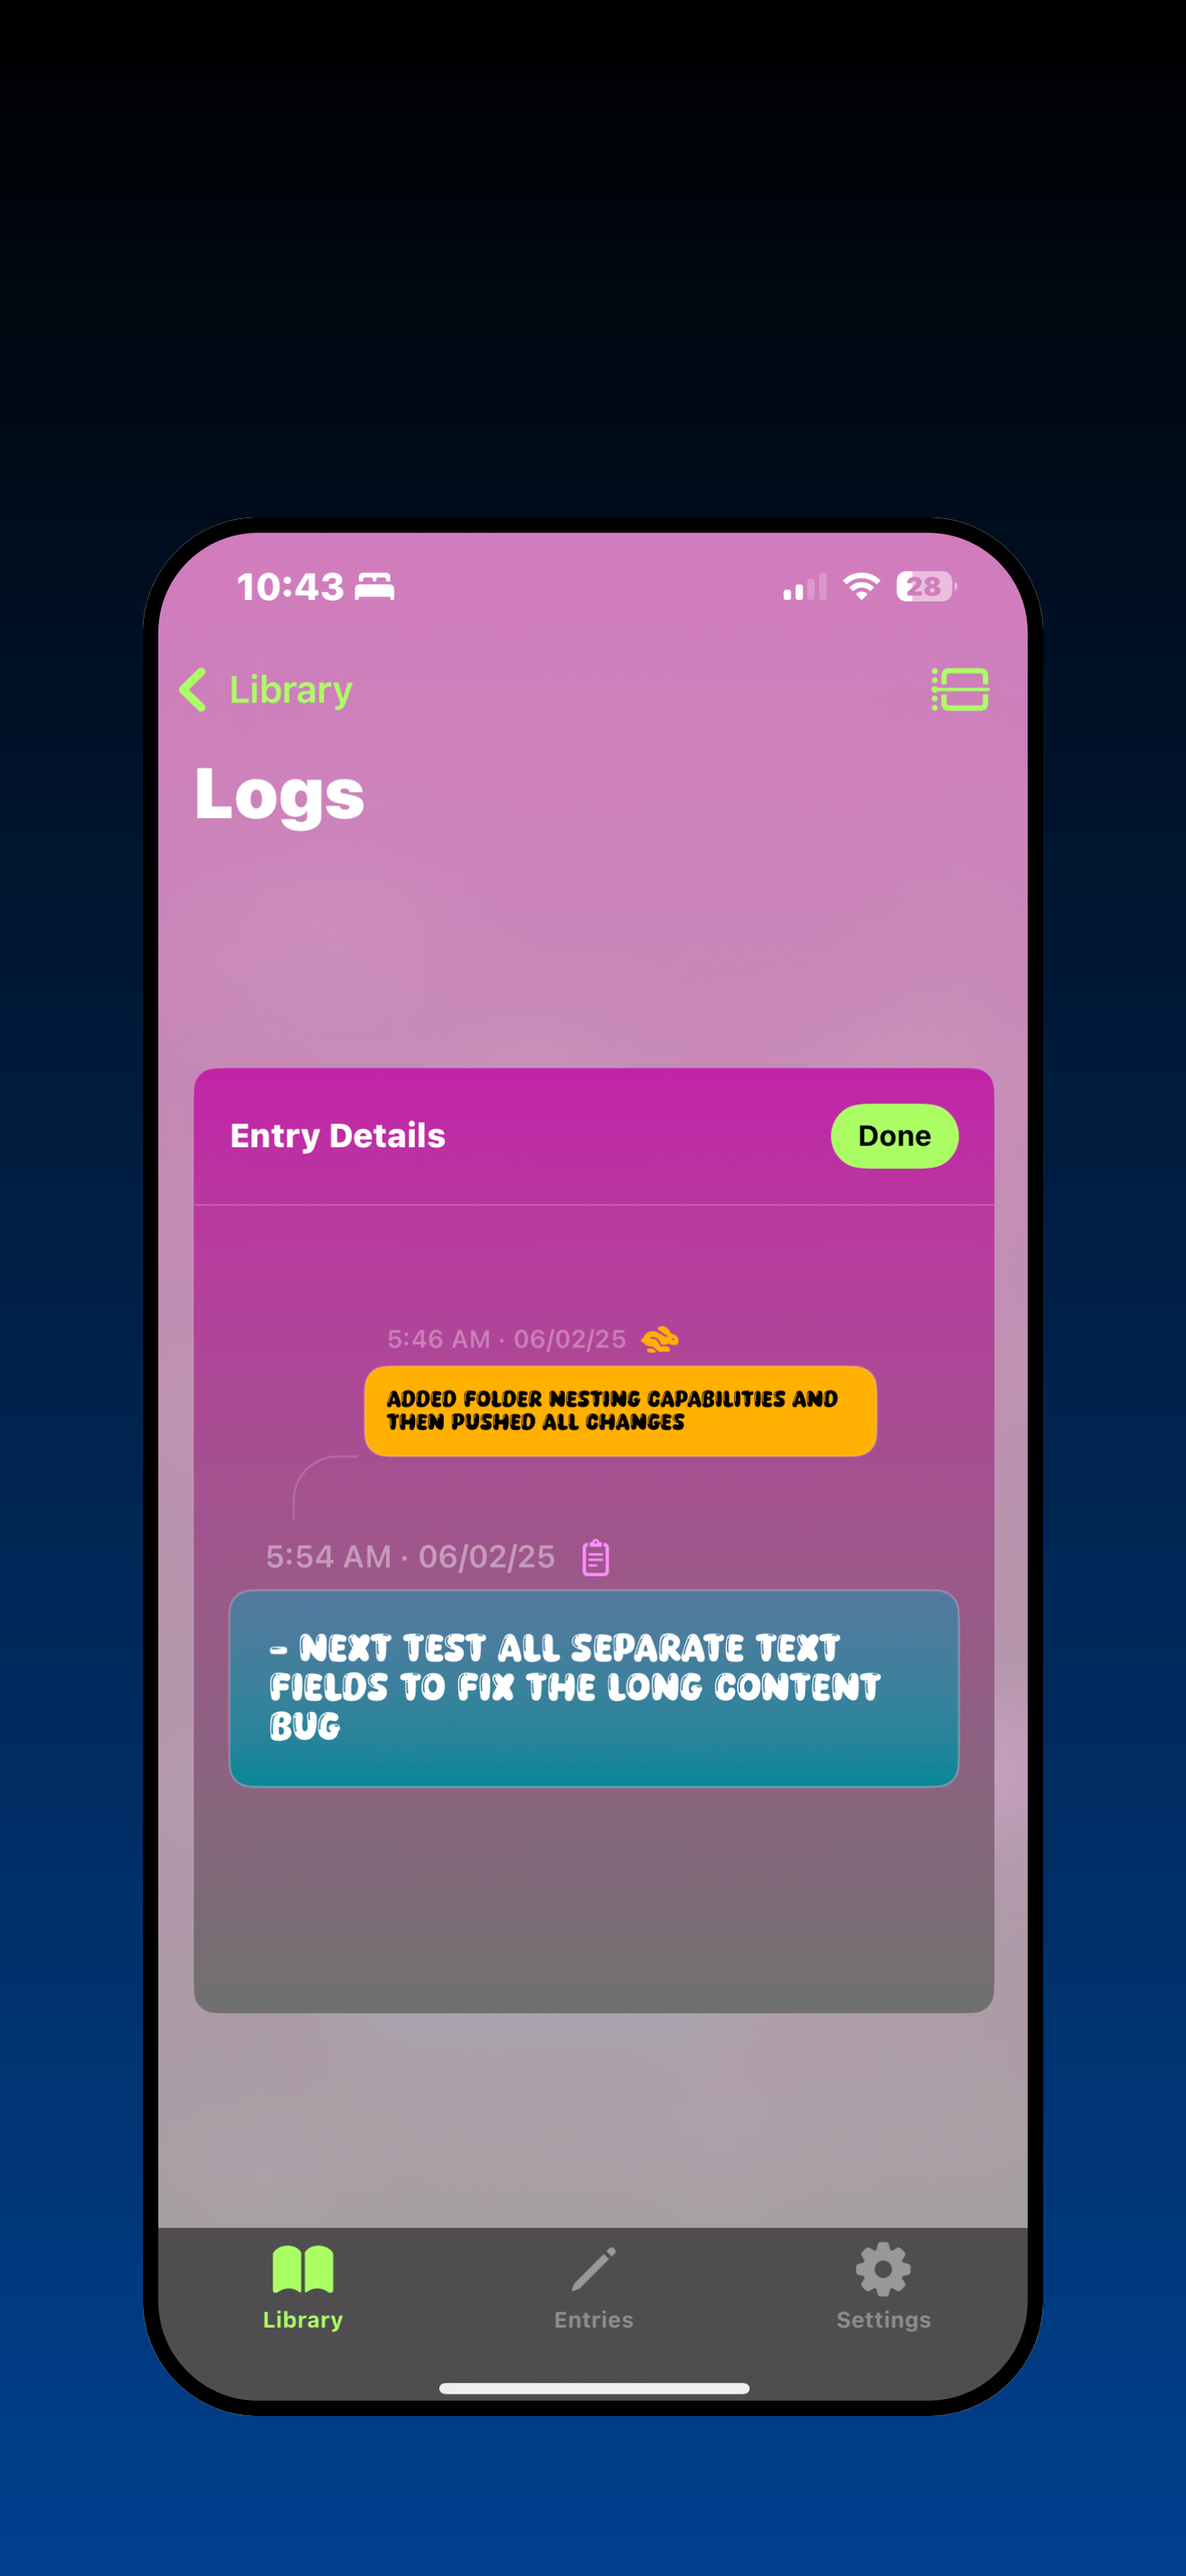 10:43
28
Library
Logs
Entry Details
Done
5:46 AM · 06/02/25
ADDED FOLDER NESTING CAPABILITIES AND
THEN PUSHED ALL CHANGES
5:54 AM · 06/02/25
- NEXT TEST ALL SEPARATE TEXT
FIELDS TO FIX THE LONG CONTENT
BUG
Library
Entries
Settings